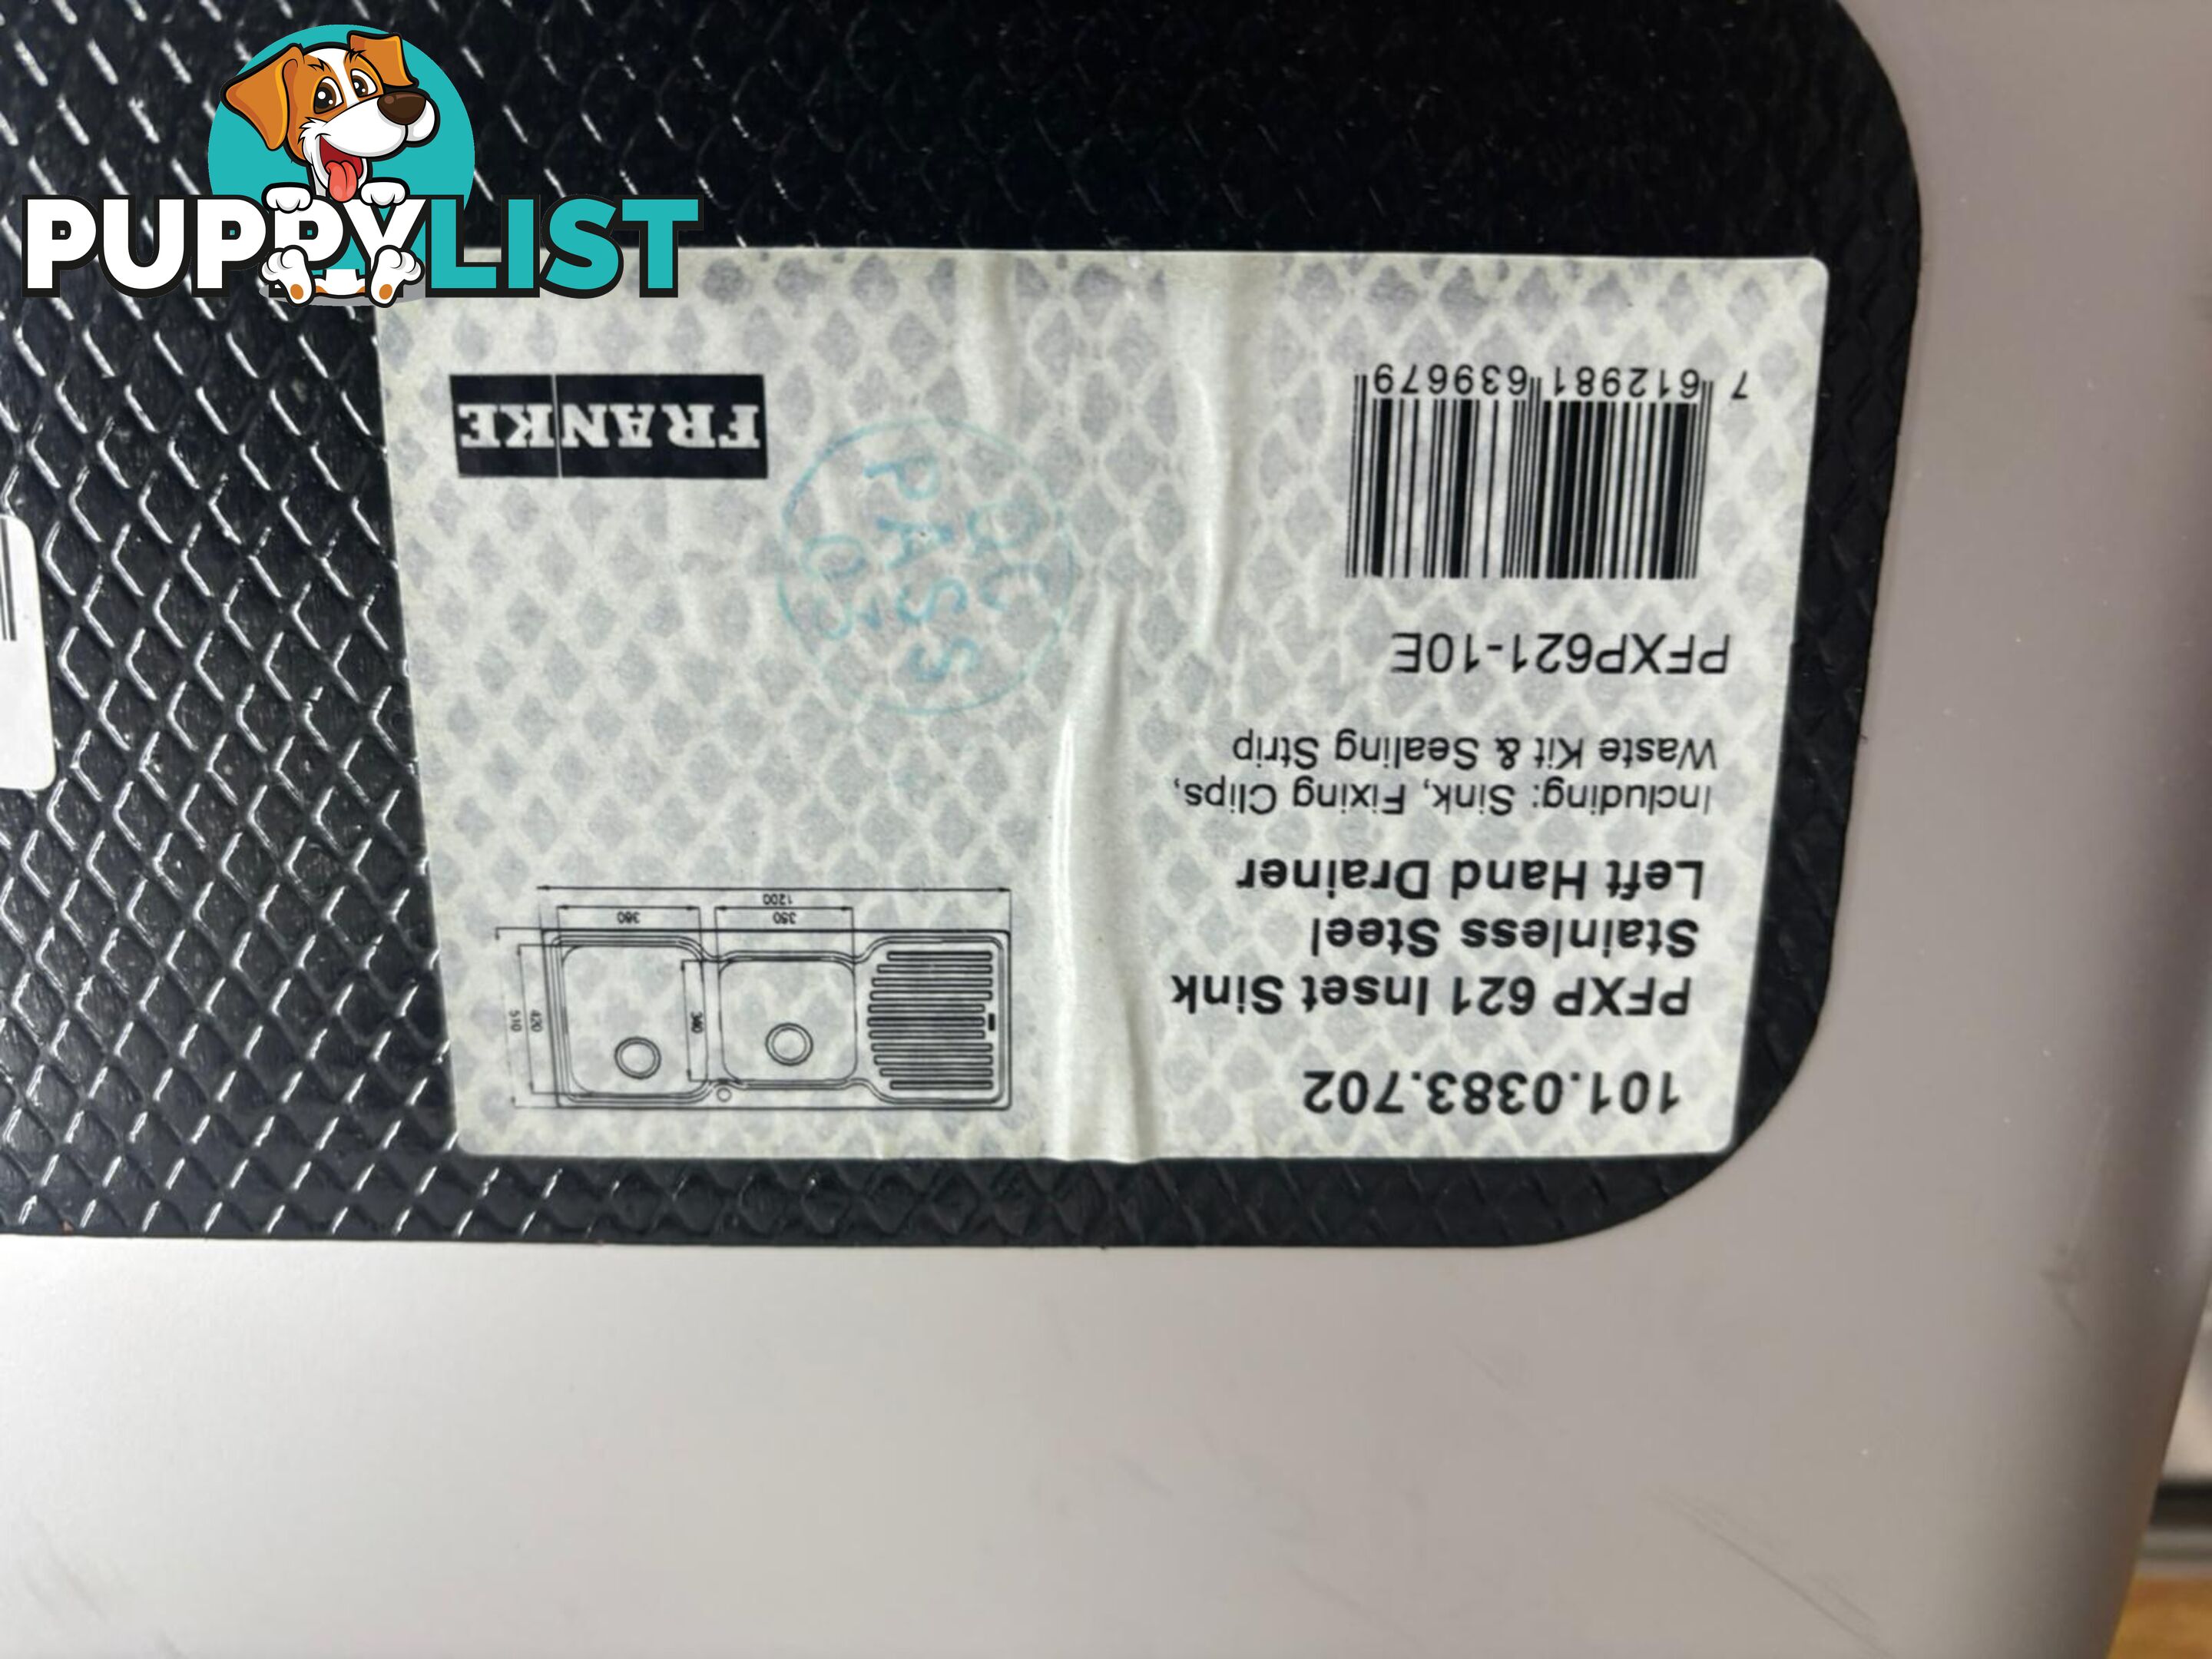 PUPPYLIST
101.0383.702
PFXP 621 Inset Sink
Stainless Steel
Left Hand Drainer
Including: Sink, Fixing Clips,
Waste Kit & Sealing Strip
PFXP621-10E
7 612981 639679
1200
350
360
510
420
QC
PASS
03
FRANKE